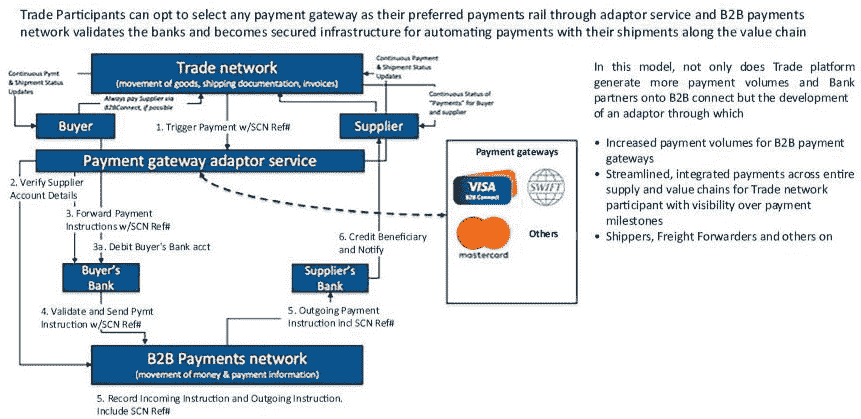 Trade Participants can opt to select any payment gateway as their preferred payments rail through adaptor service and B2B payments
network validates the banks and becomes secured infrastructure for automating payments with their shipments along the value chain
Continuous Pymt
& Shipment Status
Updates
Trade network
(movement of goods, shipping documentation, invoices)
Continuous Payment
& Shipment Status
Updates
Always pay Supplier via
B2BConnect, if possible
Continuous Status of
"Payments" for Buyer
and supplier
Buyer
1. Trigger Payment w/SCN Ref#
Supplier
Payment gateway adaptor service
2. Verify Supplier
Account Details
3. Forward Payment
Instructions w/SCN Ref#
3a. Debit Buyer's Bank acct
6. Credit Beneficiary
and Notify
Buyer's
Bank
Supplier's
Bank
4. Validate and Send Pymt
Instruction w/SCN Ref#
5. Outgoing Payment
Instruction incl SCN Ref#
B2B Payments network
(movement of money & payment information)
5. Record Incoming Instruction and Outgoing Instruction.
Include SCN Ref#
Payment gateways
VISA
B2B Connect
SWIFT
mastercard
Others
In this model, not only does Trade platform
generate more payment volumes and Bank
partners onto B2B connect but the development
of an adaptor through which
• Increased payment volumes for B2B payment
gateways
• Streamlined, integrated payments across entire
supply and value chains for Trade network
participant with visibility over payment
milestones
• Shippers, Freight Forwarders and others on